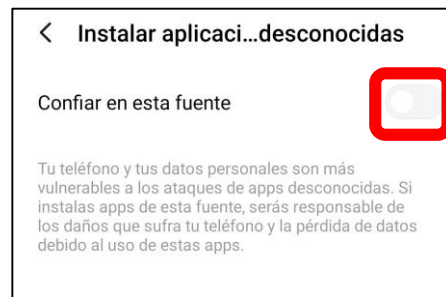 Instalar aplicaci...desconocidas
Confiar en esta fuente
Tu teléfono y tus datos personales son más
vulnerables a los ataques de apps desconocidas. Si
instalas apps de esta fuente, serás responsable de
los daños que sufra tu teléfono y la pérdida de datos
debido al uso de estas apps.